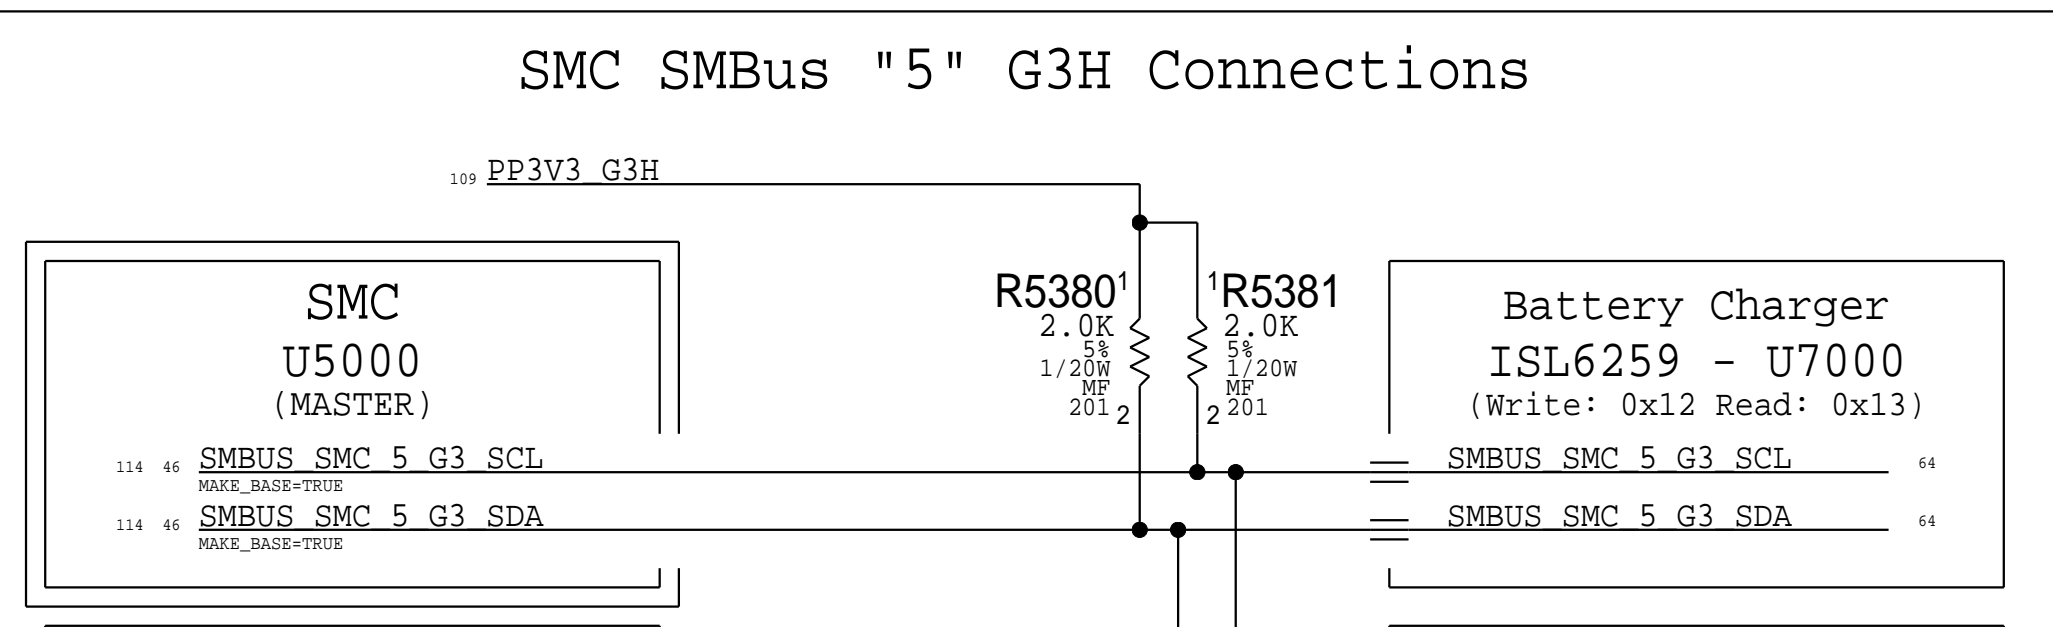 SMC SMBus "5" G3H Connections
109 PP3V3_G3H
SMC
U5000
(MASTER)
114 46 SMBUS_SMC_5_G3_SCL
MAKE_BASE=TRUE
114 46 SMBUS_SMC_5_G3_SDA
MAKE_BASE=TRUE
R5380 1
2.0K
5%
1/20W
MF
201
2
1 R5381
2.0K
5%
1/20W
MF
201
2
Battery Charger
ISL6259 - U7000
(Write: 0x12 Read: 0x13)
SMBUS_SMC_5_G3_SCL 64
SMBUS_SMC_5_G3_SDA 64